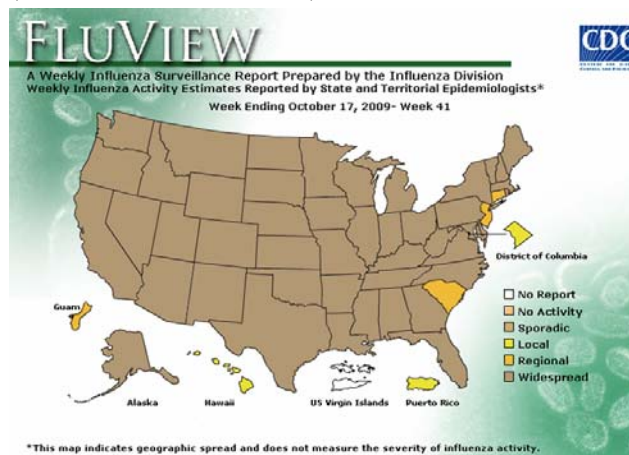 FLUVIEW
CDC
A Weekly Influenza Surveillance Report Prepared by the Influenza Division
Weekly Influenza Activity Estimates Reported by State and Territorial Epidemiologists*
Week Ending October 17, 2009- Week 41
District of Columbia
Guam
No Report
No Activity
Sporadic
Local
Regional
Widespread
Alaska
Hawaii
US Virgin Islands
Puerto Rico
*This map indicates geographic spread and does not measure the severity of influenza activity.